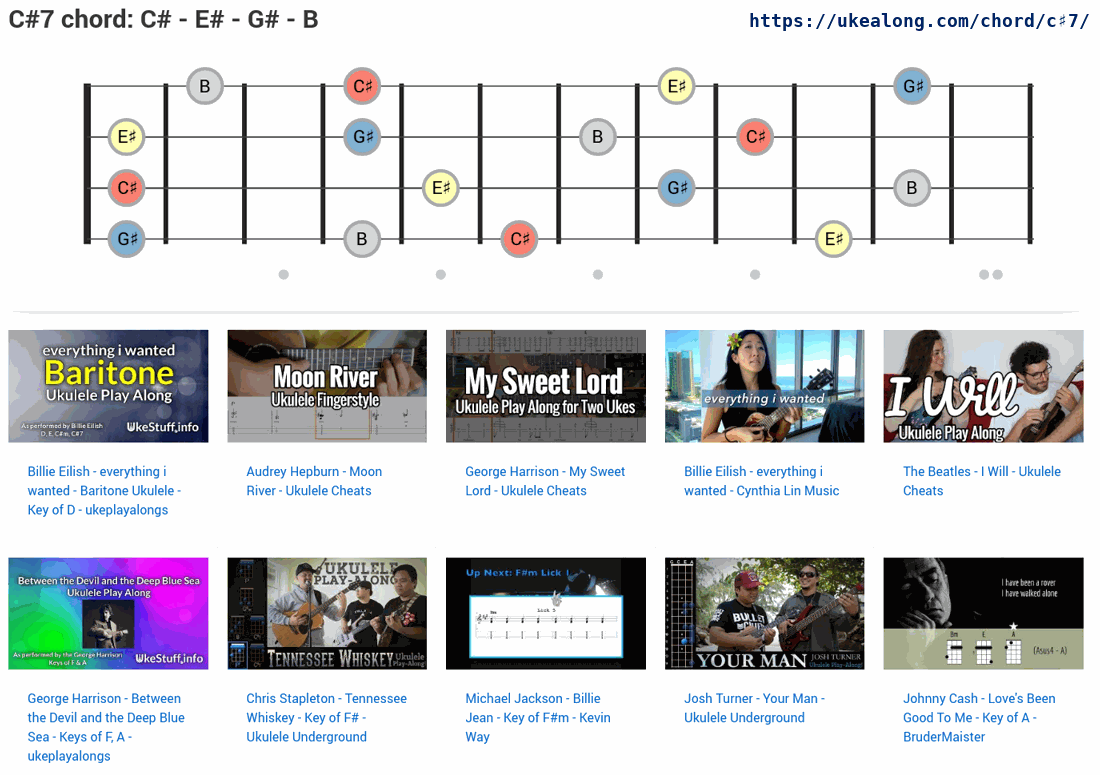 C#7 chord: C# - E# - G# - B
https://ukealong.com/chord/c♯7/
B C♯ E♯ G♯
E♯ G♯ B C♯
C♯ E♯ G♯ B
G♯ B C♯ E♯
everything i wanted
Baritone
Ukulele Play Along
As performed by Billie Eilish
D, E, C#m, C#7
UkeStuff.info
Moon River
Ukulele Fingerstyle
My Sweet Lord
Ukulele Play Along for Two Ukes
everything i wanted
I Will
Ukulele Play Along
Billie Eilish - everything i
wanted - Baritone Ukulele -
Key of D - ukeplayalongs
Audrey Hepburn - Moon
River - Ukulele Cheats
George Harrison - My Sweet
Lord - Ukulele Cheats
Billie Eilish - everything i
wanted - Cynthia Lin Music
The Beatles - I Will - Ukulele
Cheats
Between the Devil and the Deep Blue Sea
Ukulele Play Along
As performed by the George Harrison
Keys of F & A
UkeStuff.info
UKULELE
PLAY-ALONG
TENNESSEE WHISKEY
Ukulele
Play-Along
Up Next: F#m Lick
Lick 5
Bm
G C E A
BULLET
CLUB
YOUR MAN
JOSH TURNER
Ukulele Play-Along!
I have been a rover
I have walked alone
Bm E A
(Asus4 - A)
George Harrison - Between
the Devil and the Deep Blue
Sea - Keys of F, A -
ukeplayalongs
Chris Stapleton - Tennessee
Whiskey - Key of F# -
Ukulele Underground
Michael Jackson - Billie
Jean - Key of F#m - Kevin
Way
Josh Turner - Your Man -
Ukulele Underground
Johnny Cash - Love's Been
Good To Me - Key of A -
BruderMaister